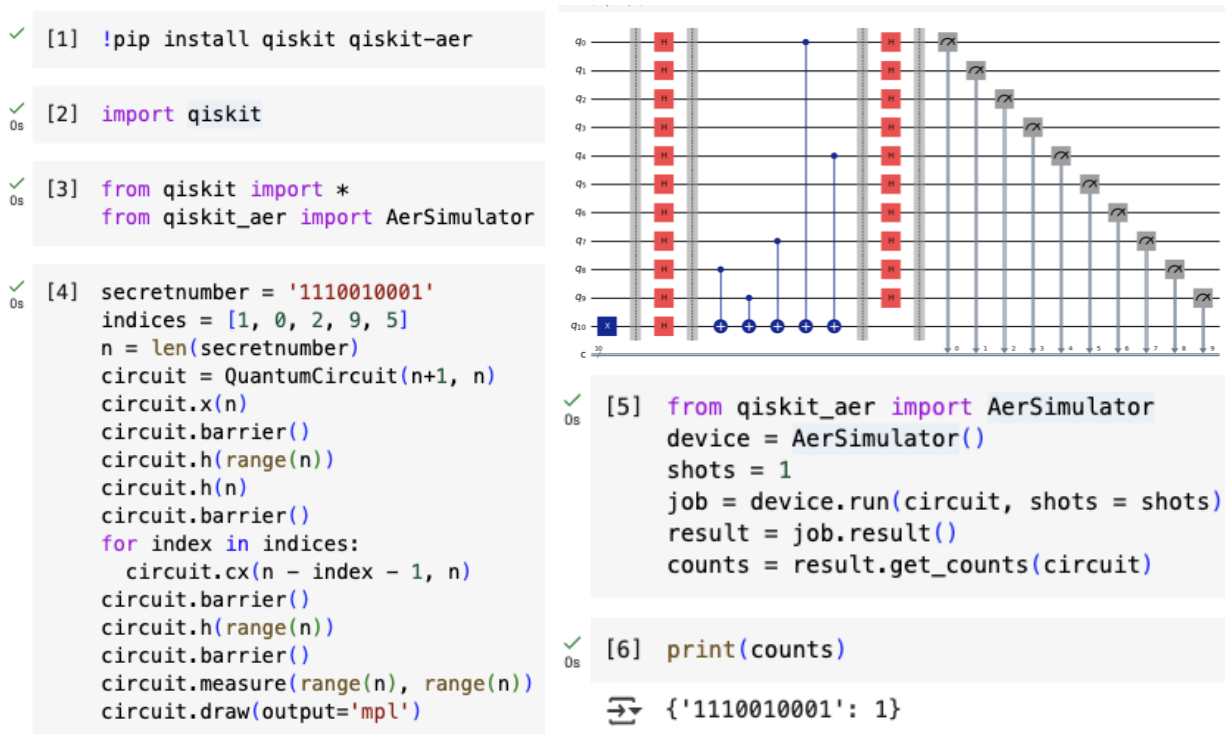 [1] !pip install qiskit qiskit-aer
0s
[2] import qiskit
0s
[3] from qiskit import *
from qiskit_aer import AerSimulator
0s
[4] secretnumber = '1110010001'
indices = [1, 0, 2, 9, 5]
n = len(secretnumber)
circuit = QuantumCircuit(n+1, n)
circuit.x(n)
circuit.barrier()
circuit.h(range(n))
circuit.h(n)
circuit.barrier()
for index in indices:
  circuit.cx(n - index - 1, n)
circuit.barrier()
circuit.h(range(n))
circuit.barrier()
circuit.measure(range(n), range(n))
circuit.draw(output='mpl')
q0 H H
q1 H H
q2 H H
q3 H H
q4 H H
q5 H H
q6 H H
q7 H H
q8 H H
q9 H H
q10 X H
c 10 0 1 2 3 4 5 6 7 8 9
0s
[5] from qiskit_aer import AerSimulator
device = AerSimulator()
shots = 1
job = device.run(circuit, shots = shots)
result = job.result()
counts = result.get_counts(circuit)
0s
[6] print(counts)
{'1110010001': 1}